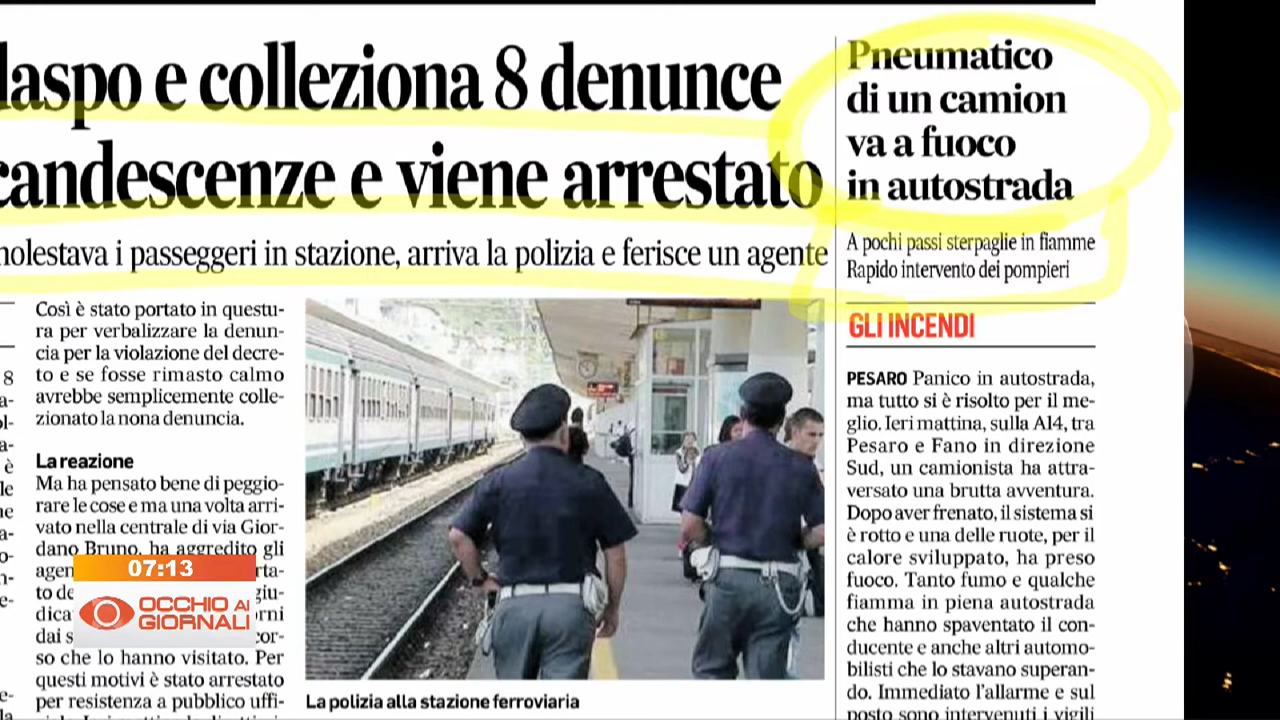 daspo e colleziona 8 denunce
candescenze e viene arrestato
molestava i passeggeri in stazione, arriva la polizia e ferisce un agente
8
è
Così è stato portato in questu-
ra per verbalizzare la denun-
cia per la violazione del decre-
to e se fosse rimasto calmo
avrebbe semplicemente colle-
zionato la nona denuncia.
La reazione
Ma ha pensato bene di peggio-
rare le cose e ma una volta arri-
vato nella centrale di via Gior-
dano Bruno, ha aggredito gli
so che lo hanno visitato. Per
questi motivi è stato arrestato
per resistenza a pubblico uffi-
07:13
OCCHIO AI
GIORNALI
La polizia alla stazione ferroviaria
Pneumatico
di un camion
va a fuoco
in autostrada
A pochi passi sterpaglie in fiamme
Rapido intervento dei pompieri
GLI INCENDI
PESARO Panico in autostrada,
ma tutto si è risolto per il me-
glio. Ieri mattina, sulla A14, tra
Pesaro e Fano in direzione
Sud, un camionista ha attra-
versato una brutta avventura.
Dopo aver frenato, il sistema si
è rotto e una delle ruote, per il
calore sviluppato, ha preso
fuoco. Tanto fumo e qualche
fiamma in piena autostrada
che hanno spaventato il con-
ducente e anche altri automo-
bilisti che lo stavano superan-
do. Immediato l'allarme e sul
posto sono intervenuti i vigili